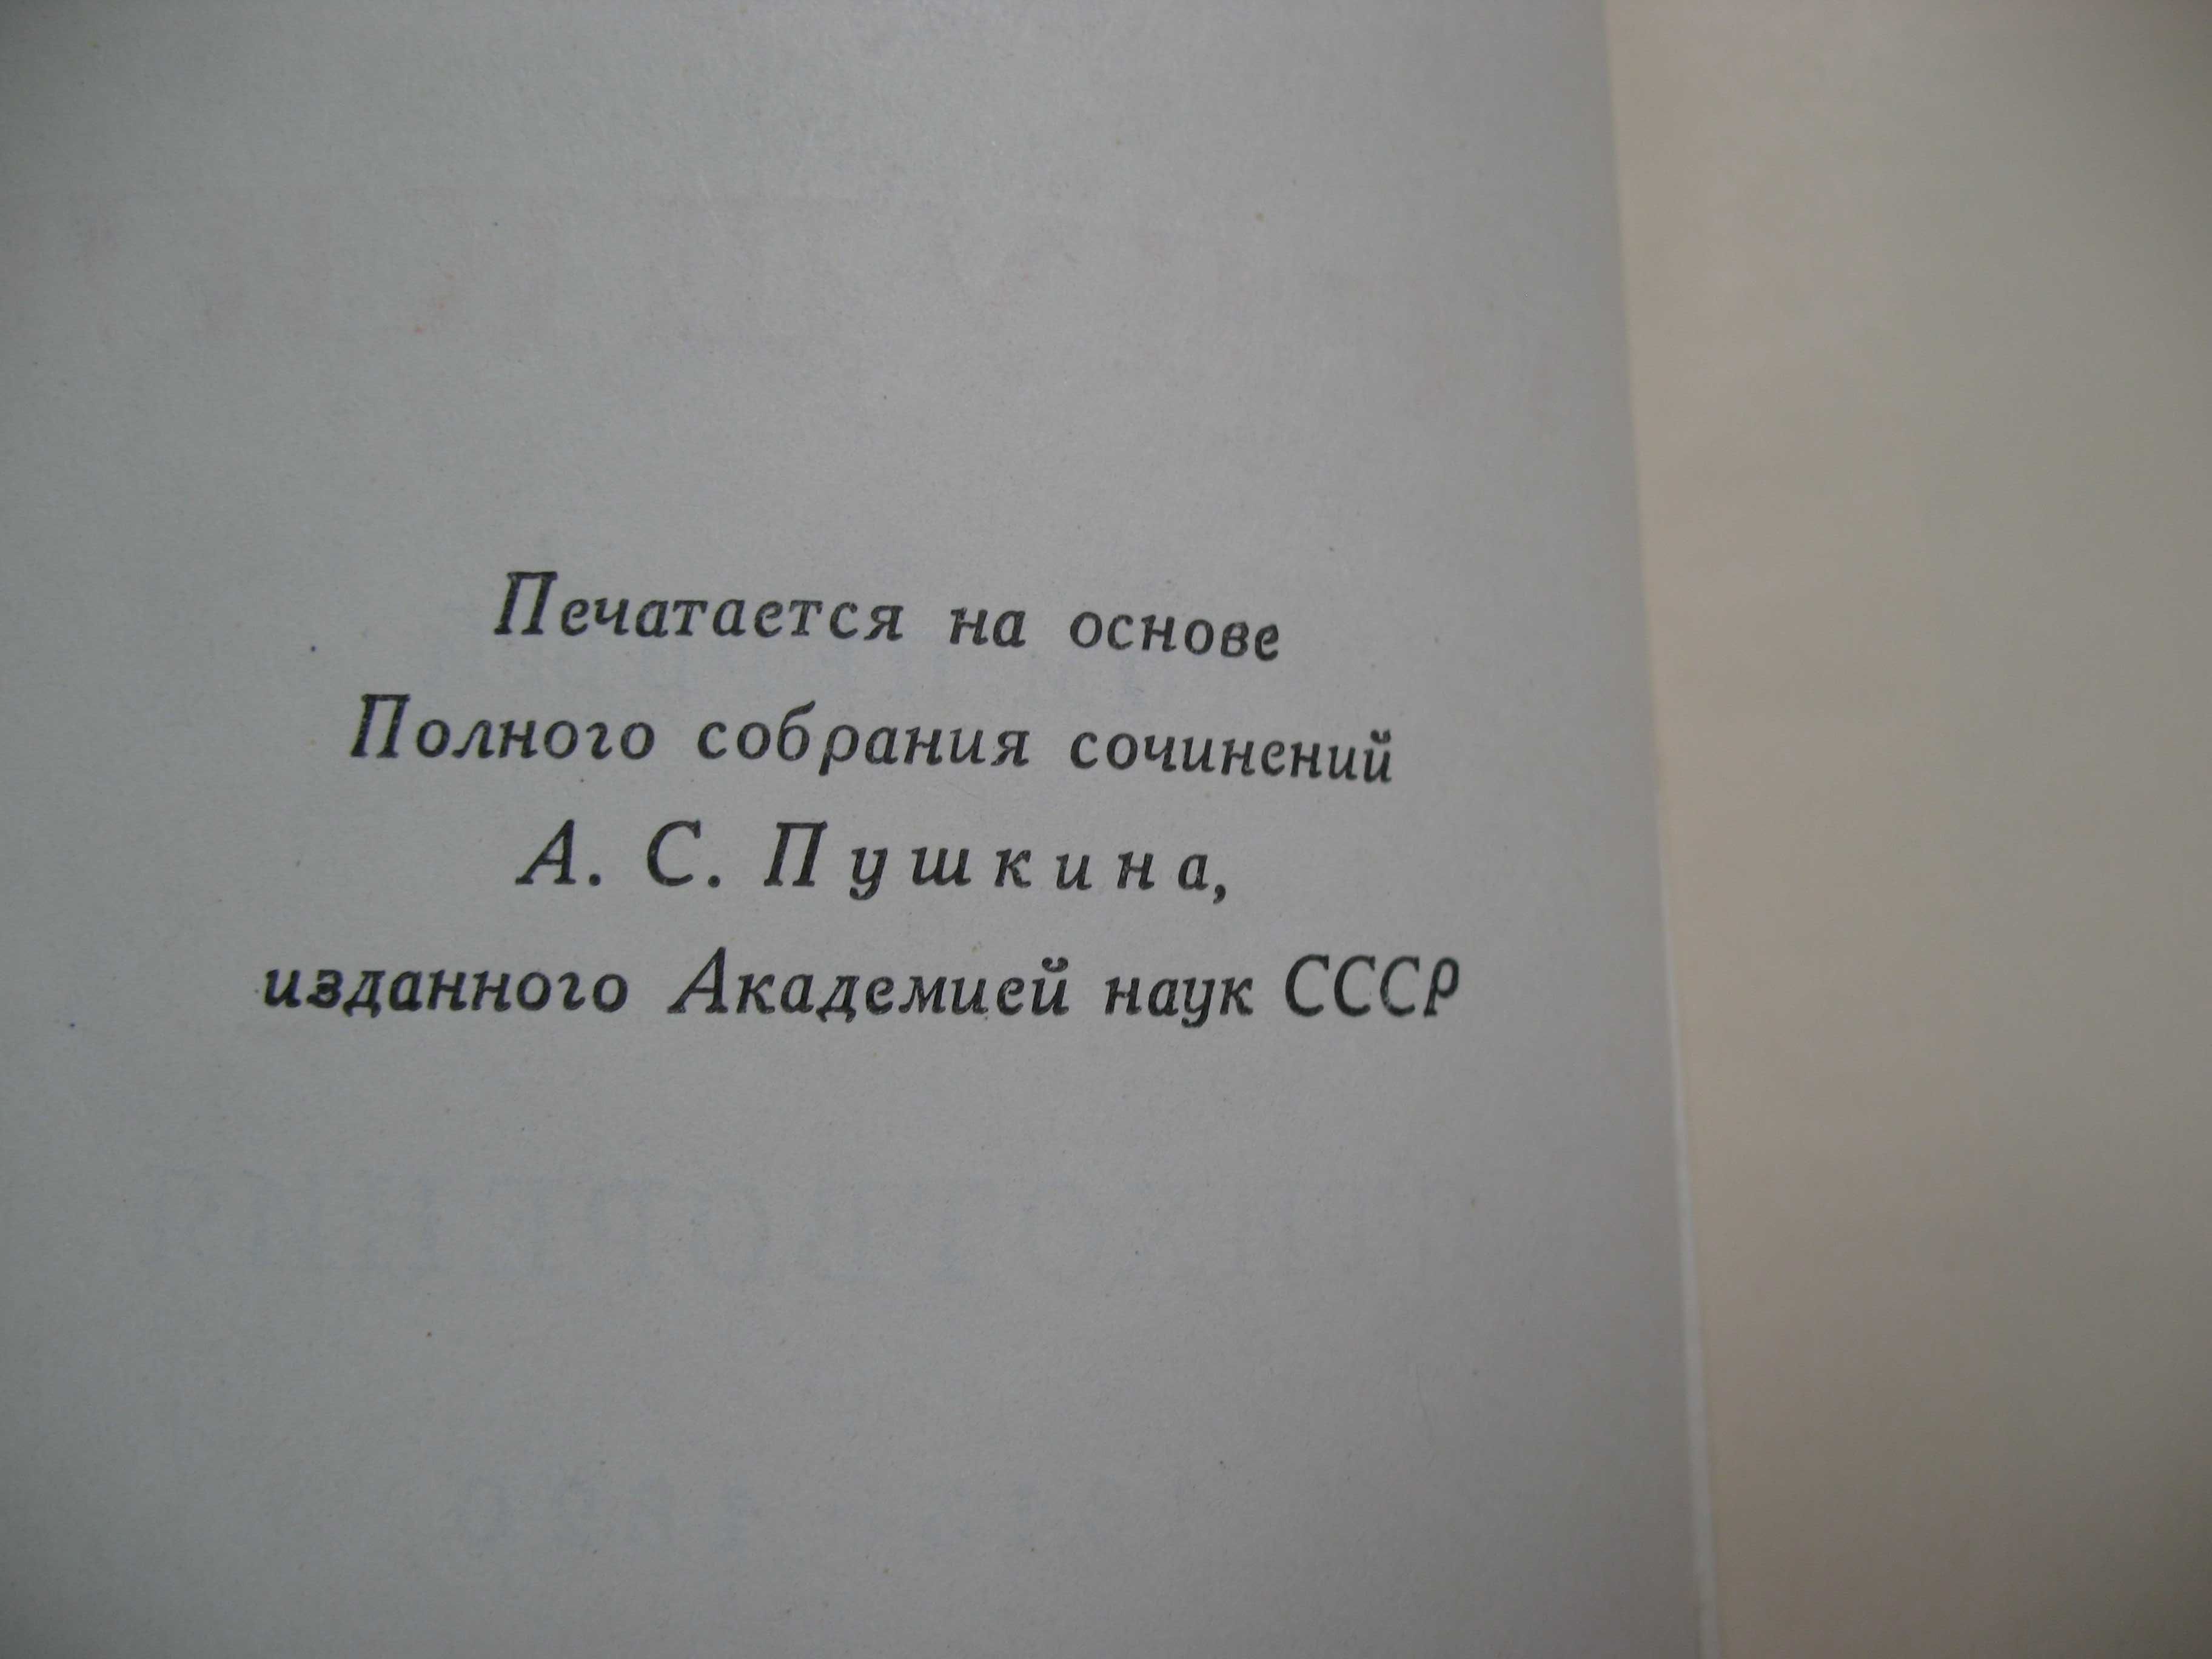 Печатается на основе
Полного собрания сочинений
А. С. Пушкина,
изданного Академией наук СССР